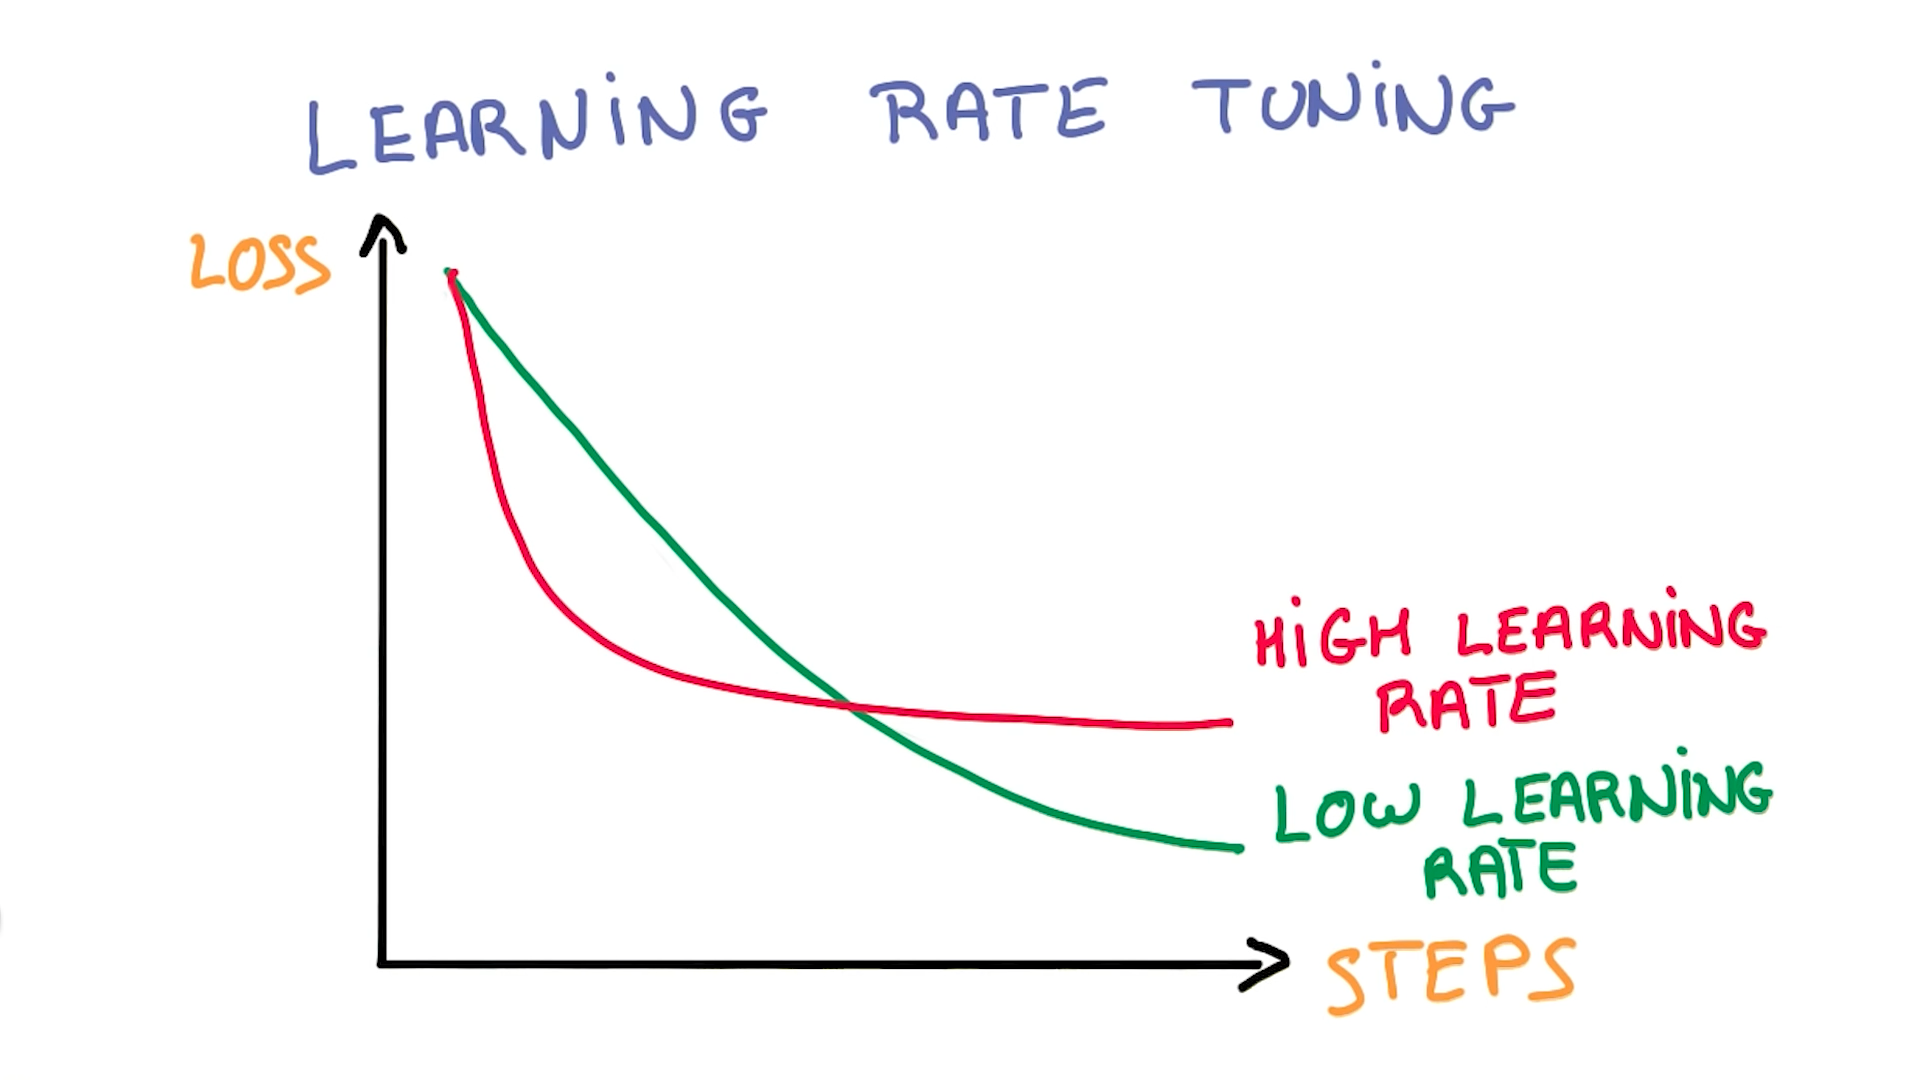 LEARNiNG RATE TUNiNG
LOSS
HiGH LEARNiNG
RATE
LOW LEARNiNG
RATE
STEPS